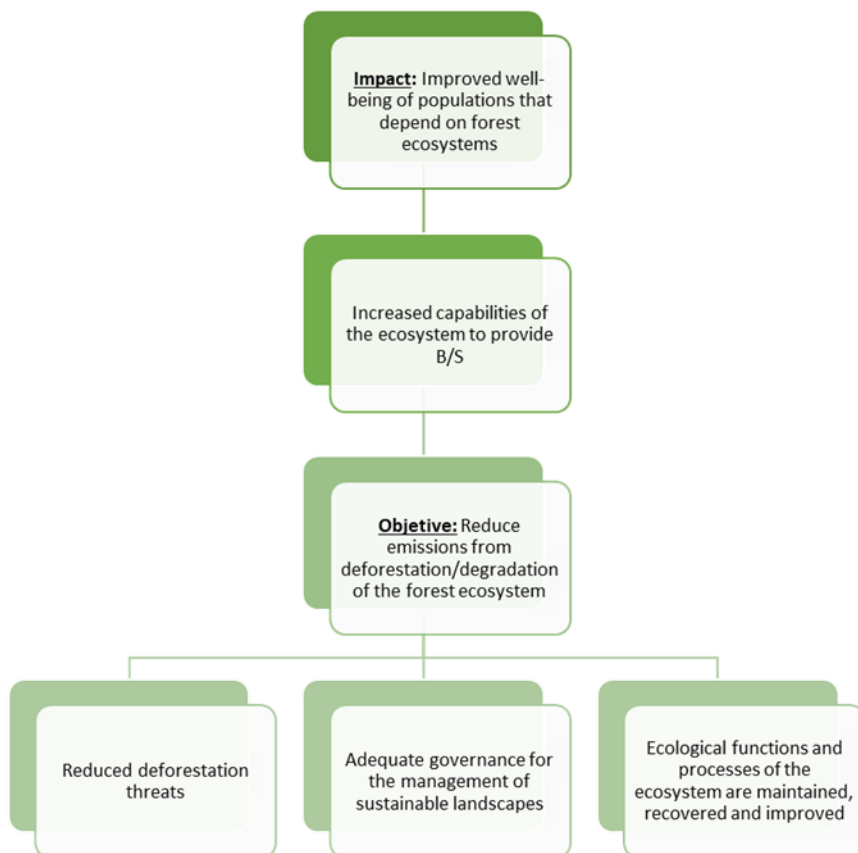 Impact: Improved well-
being of populations that
depend on forest
ecosystems
Increased capabilities of
the ecosystem to provide
B/S
Objetive: Reduce
emissions from
deforestation/degradation
of the forest ecosystem
Reduced deforestation
threats
Adequate governance for
the management of
sustainable landscapes
Ecological functions and
processes of the
ecosystem are maintained,
recovered and improved